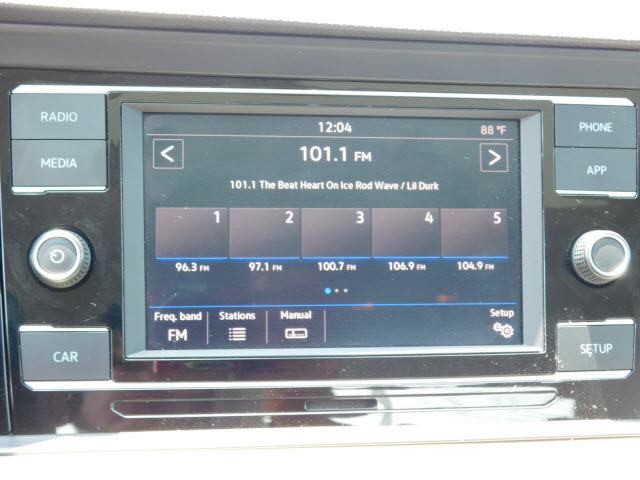 RADIO
MEDIA
CAR
12:04
88 °F
<
101.1 FM
>
101.1 The Beat Heart On Ice Rod Wave / Lil Durk
1 2 3 4 5
96.3 FM 97.1 FM 100.7 FM 106.9 FM 104.9 FM
Freq. band Stations Manual Setup
FM
PHONE
APP
SETUP